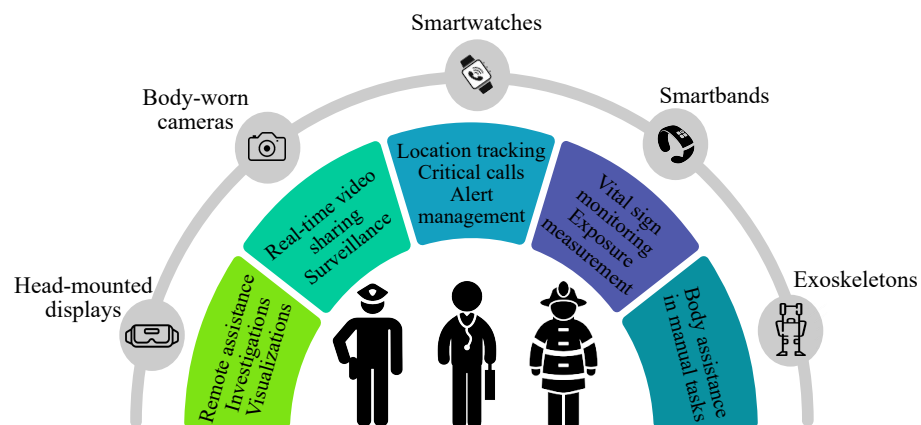 Smartwatches
Body-worn
cameras
Smartbands
Head-mounted
displays
Exoskeletons
Remote assistance
Investigations
Visualizations
Real-time video
sharing
Surveillance
Location tracking
Critical calls
Alert
management
Vital sign
monitoring
Exposure
measurement
Body assistance
in manual tasks